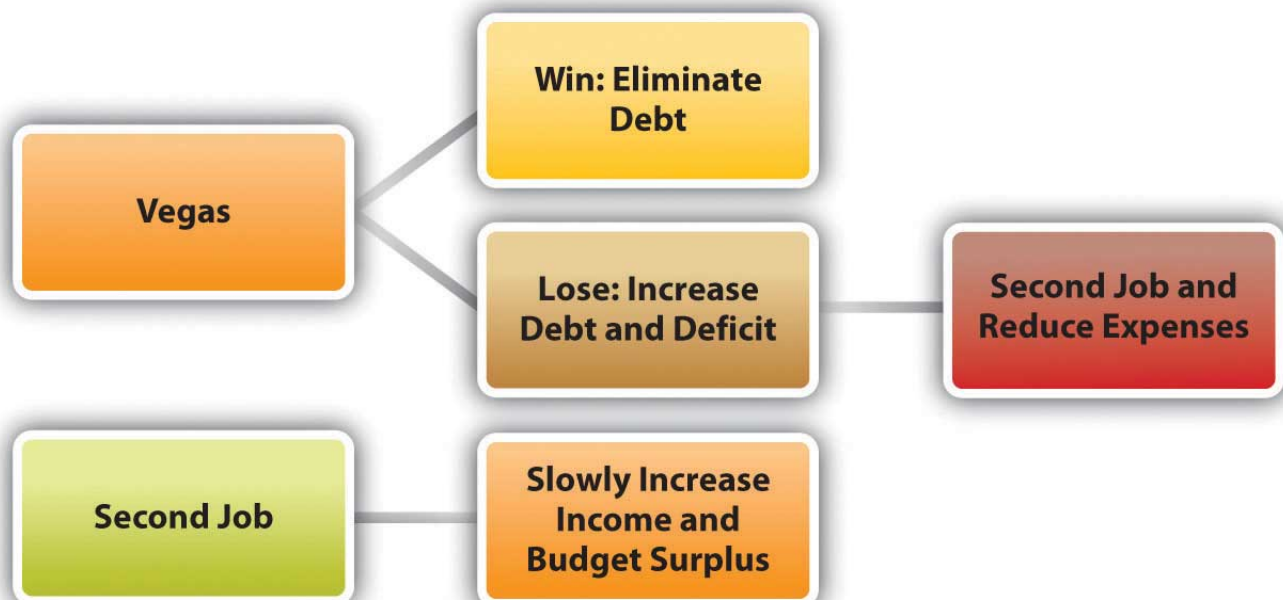 Win: Eliminate
Debt
Vegas
Lose: Increase
Debt and Deficit
Second Job and
Reduce Expenses
Second Job
Slowly Increase
Income and
Budget Surplus